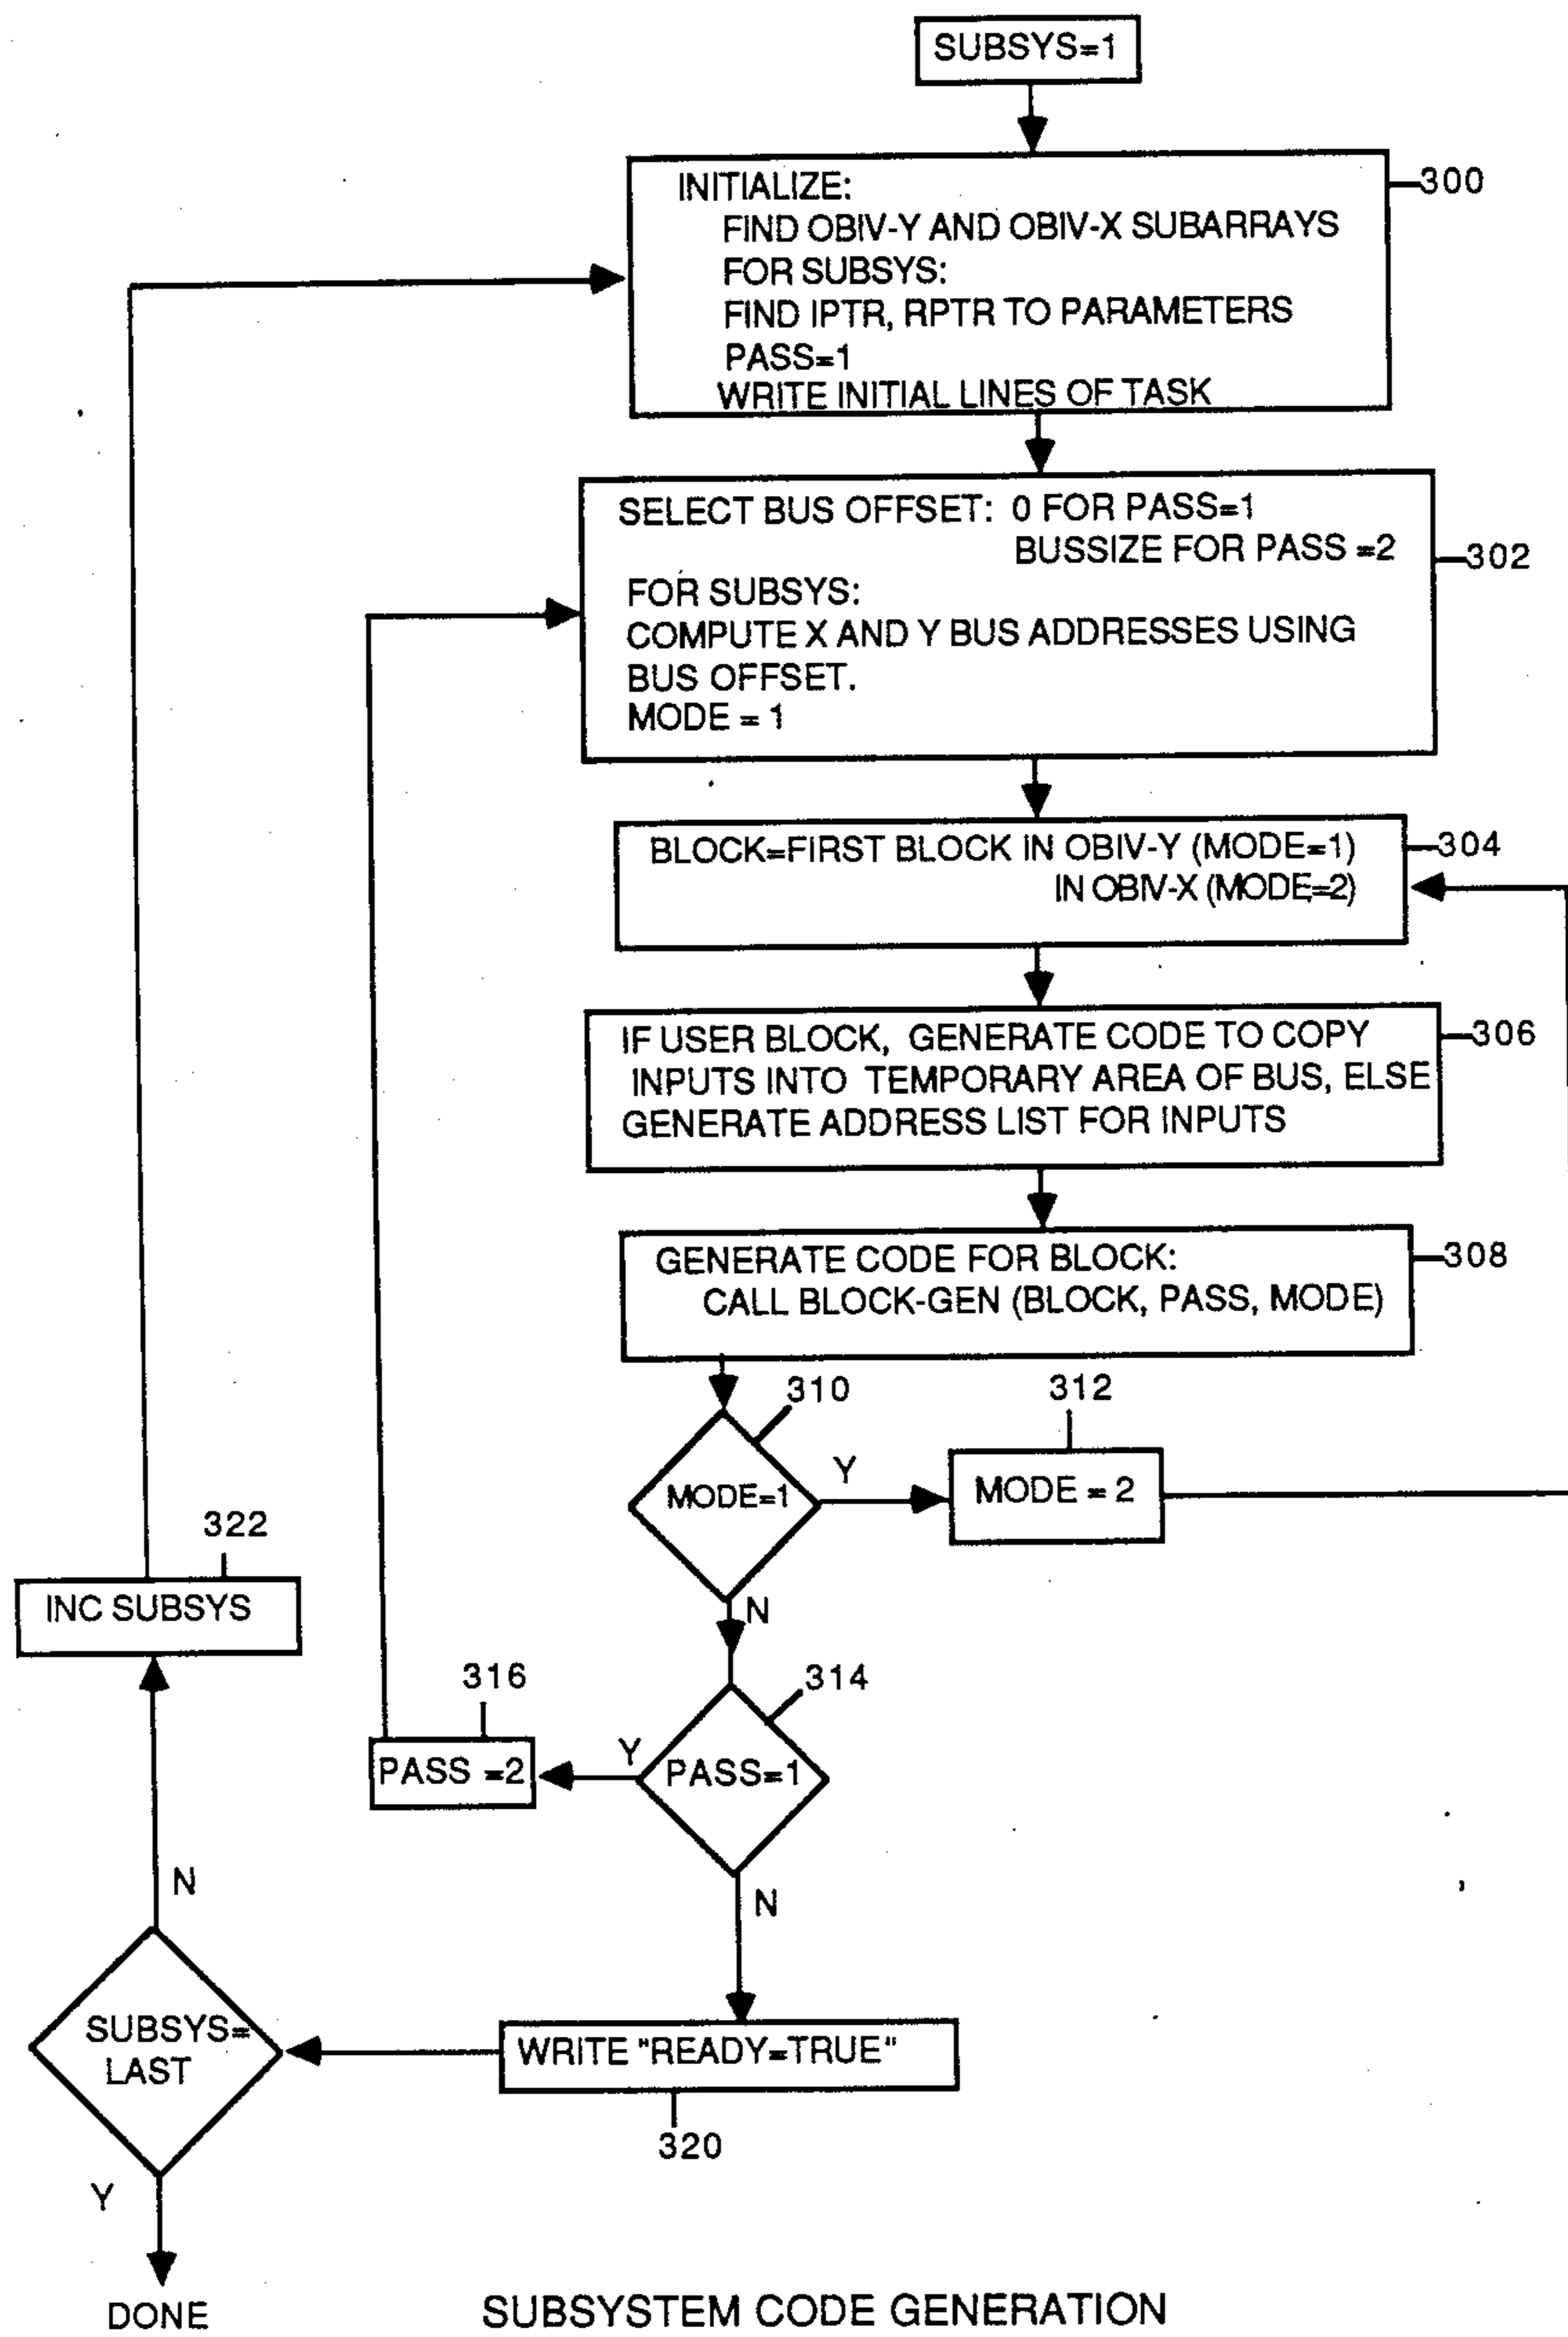 SUBSYS=1
INITIALIZE:
FIND OBIV-Y AND OBIV-X SUBARRAYS
FOR SUBSYS:
FIND IPTR, RPTR TO PARAMETERS
PASS=1
WRITE INITIAL LINES OF TASK
300
SELECT BUS OFFSET: 0 FOR PASS=1
BUSSIZE FOR PASS =2
FOR SUBSYS:
COMPUTE X AND Y BUS ADDRESSES USING
BUS OFFSET.
MODE = 1
302
BLOCK=FIRST BLOCK IN OBIV-Y (MODE=1)
IN OBIV-X (MODE=2)
304
IF USER BLOCK, GENERATE CODE TO COPY
INPUTS INTO TEMPORARY AREA OF BUS, ELSE
GENERATE ADDRESS LIST FOR INPUTS
306
GENERATE CODE FOR BLOCK:
CALL BLOCK-GEN (BLOCK, PASS, MODE)
308
310
312
MODE=1
Y
MODE = 2
N
322
INC SUBSYS
316
314
PASS =2
Y
PASS=1
N
N
SUBSYS=
LAST
WRITE "READY=TRUE"
320
Y
DONE
SUBSYSTEM CODE GENERATION